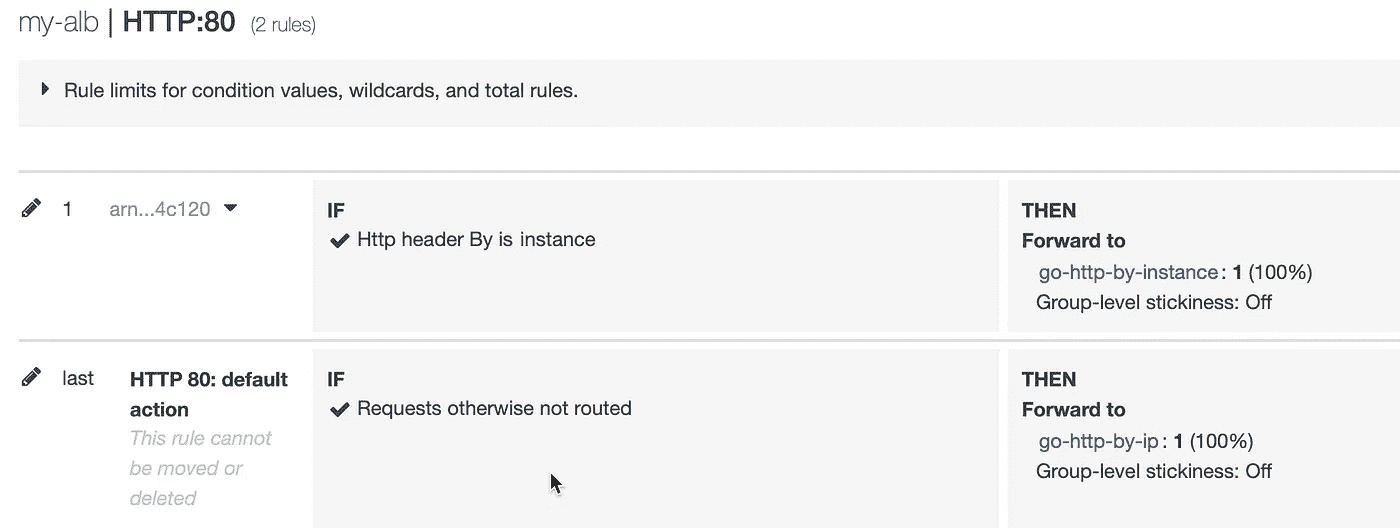 my-alb | HTTP:80 (2 rules)
Rule limits for condition values, wildcards, and total rules.
1 arn...4c120
IF
Http header By is instance
THEN
Forward to
go-http-by-instance: 1 (100%)
Group-level stickiness: Off
last
HTTP 80: default
action
This rule cannot
be moved or
deleted
IF
Requests otherwise not routed
THEN
Forward to
go-http-by-ip: 1 (100%)
Group-level stickiness: Off